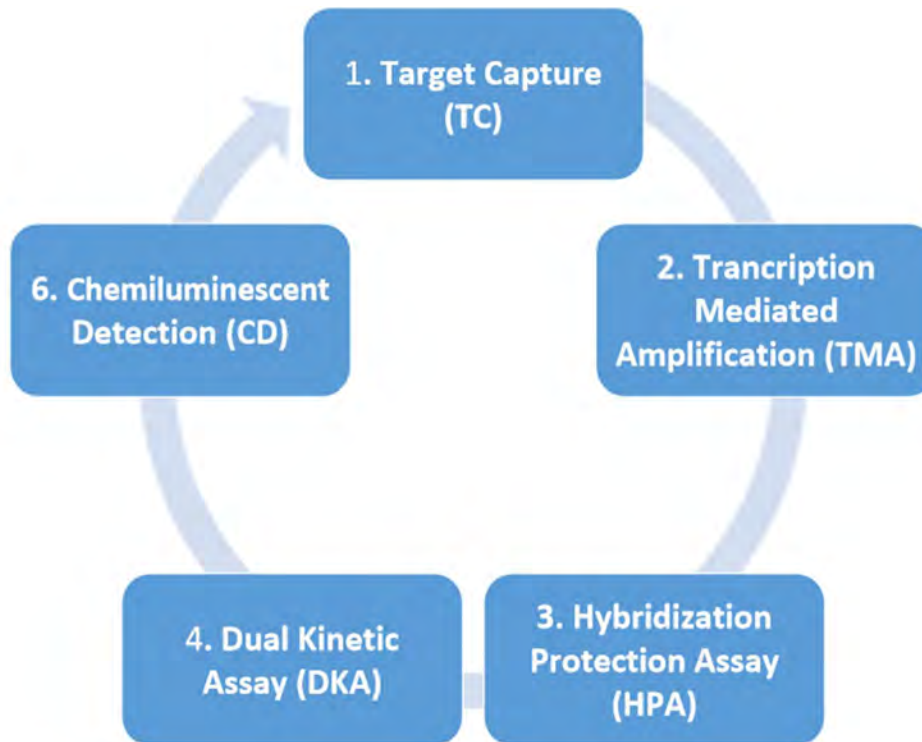 1. Target Capture
(TC)
2. Trancription
Mediated
Amplification (TMA)
3. Hybridization
Protection Assay
(HPA)
4. Dual Kinetic
Assay (DKA)
6. Chemiluminescent
Detection (CD)